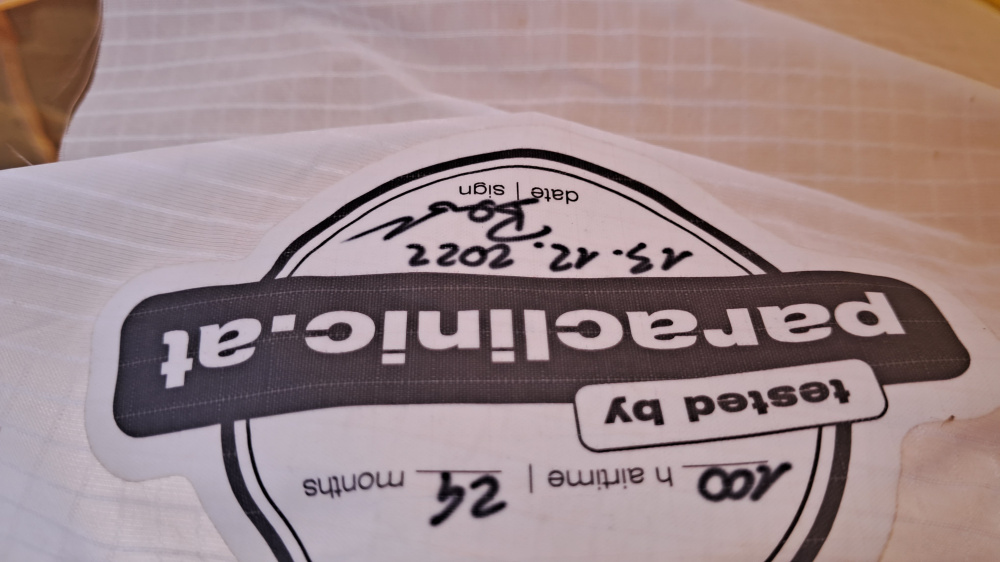 100 h airtime | 24 months
tested by
paraclinic.at
13.12.2022
date | sign